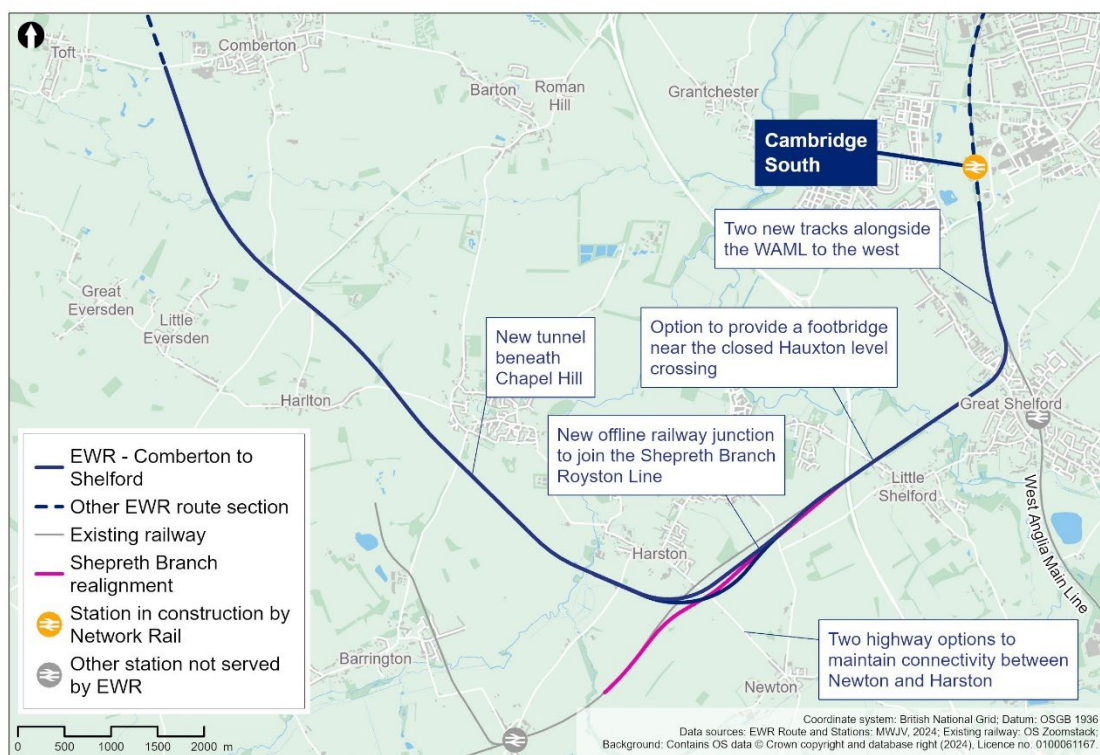 Toft
Comberton
Barton
Roman
Hill
Grantchester
Cambridge
South
Two new tracks alongside
the WAML to the west
Great
Eversden
Little
Eversden
New tunnel
beneath
Chapel Hill
Option to provide a footbridge
near the closed Hauxton level
crossing
Harlton
Great Shelford
New offline railway junction
to join the Shepreth Branch
Royston Line
Little
Shelford
West Anglia Main Line
Harston
Barrington
Newton
Two highway options to
maintain connectivity between
Newton and Harston
EWR - Comberton to
Shelford
Other EWR route section
Existing railway
Shepreth Branch
realignment
Station in construction by
Network Rail
Other station not served
by EWR
0 500 1000 1500 2000 m
Coordinate system: British National Grid; Datum: OSGB 1936
Data sources: EWR Route and Stations: MWJV, 2024; Existing railway: OS Zoomstack;
Background: Contains OS data © Crown copyright and database right (2024), Licence no. 0100031167.